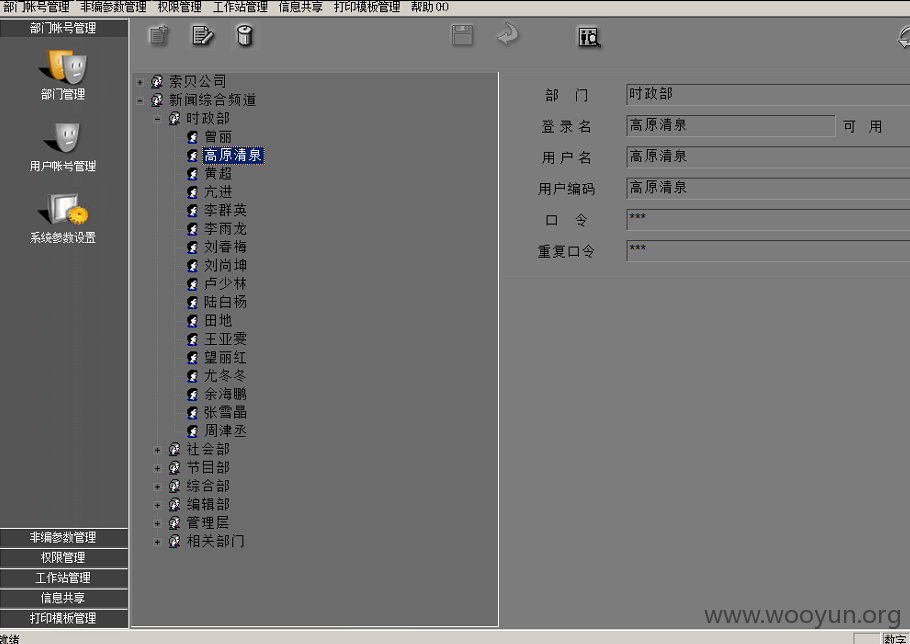 部门帐号管理 非编参数管理 权限管理 工作站管理 信息共享 打印模板管理 帮助(H)
部门帐号管理
部门管理
用户帐号管理
系统参数设置
非编参数管理
权限管理
工作站管理
信息共享
打印模板管理
索贝公司
新闻综合频道
时政部
曾丽
高原清泉
黄超
亢进
李群英
李雨龙
刘春梅
刘尚坤
卢少林
陆白杨
田地
王亚雯
望丽红
尤冬冬
余海鹏
张雪晶
周津丞
社会部
节目部
综合部
编辑部
管理层
相关部门
部 门 时政部
登录名 高原清泉 可 用
用户名 高原清泉
用户编码 高原清泉
口 令 ***
重复口令 ***
www.wooyun.org
就绪 数字